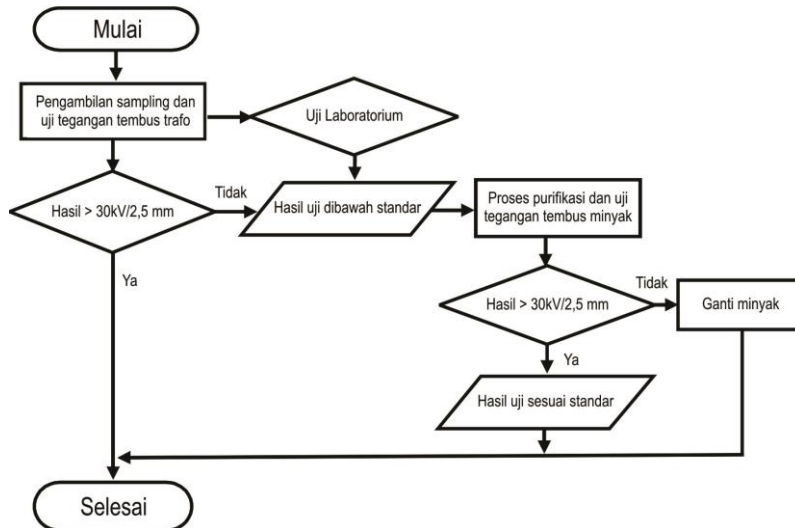 Mulai
Pengambilan sampling dan
uji tegangan tembus trafo
Uji Laboratorium
Hasil > 30kV/2,5 mm
Tidak
Hasil uji dibawah standar
Proses purifikasi dan uji
tegangan tembus minyak
Ya
Hasil > 30kV/2,5 mm
Tidak
Ganti minyak
Ya
Hasil uji sesuai standar
Selesai